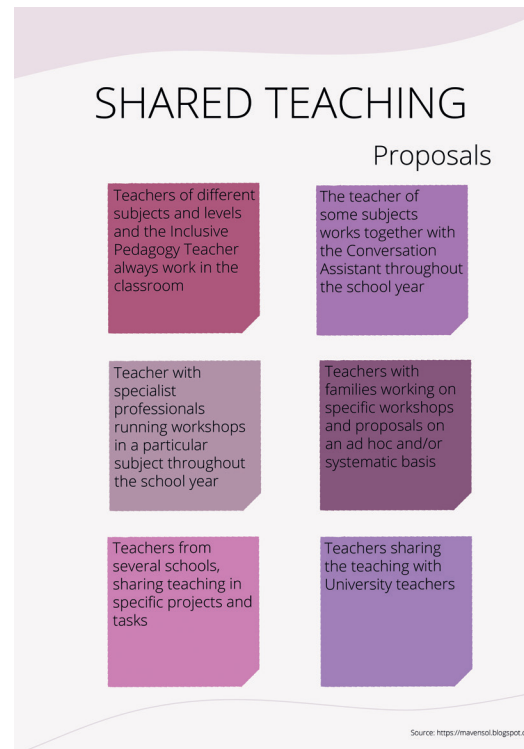 SHARED TEACHING
Proposals
Teachers of different
subjects and levels
and the Inclusive
Pedagogy Teacher
always work in the
classroom
The teacher of
some subjects
works together with
the Conversation
Assistant throughout
the school year
Teacher with
specialist
professionals
running workshops
in a particular
subject throughout
the school year
Teachers with
families working on
specific workshops
and proposals on
an ad hoc and/or
systematic basis
Teachers from
several schools,
sharing teaching in
specific projects and
tasks
Teachers sharing
the teaching with
University teachers
Source: https://mavensol.blogspot.c